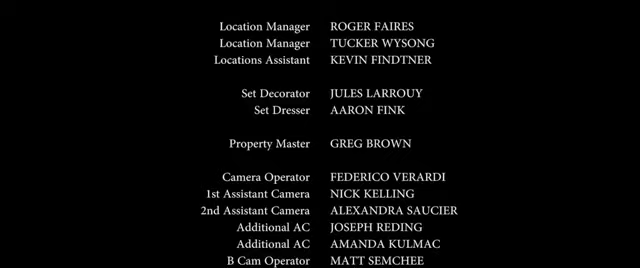 Location Manager ROGER FAIRES
Location Manager TUCKER WYSONG
Locations Assistant KEVIN FINDTNER
Set Decorator JULES LARROUY
Set Dresser AARON FINK
Property Master GREG BROWN
Camera Operator FEDERICO VERARDI
1st Assistant Camera NICK KELLING
2nd Assistant Camera ALEXANDRA SAUCIER
Additional AC JOSEPH REDING
Additional AC AMANDA KULMAC
B Cam Operator MATT SEMCHEE